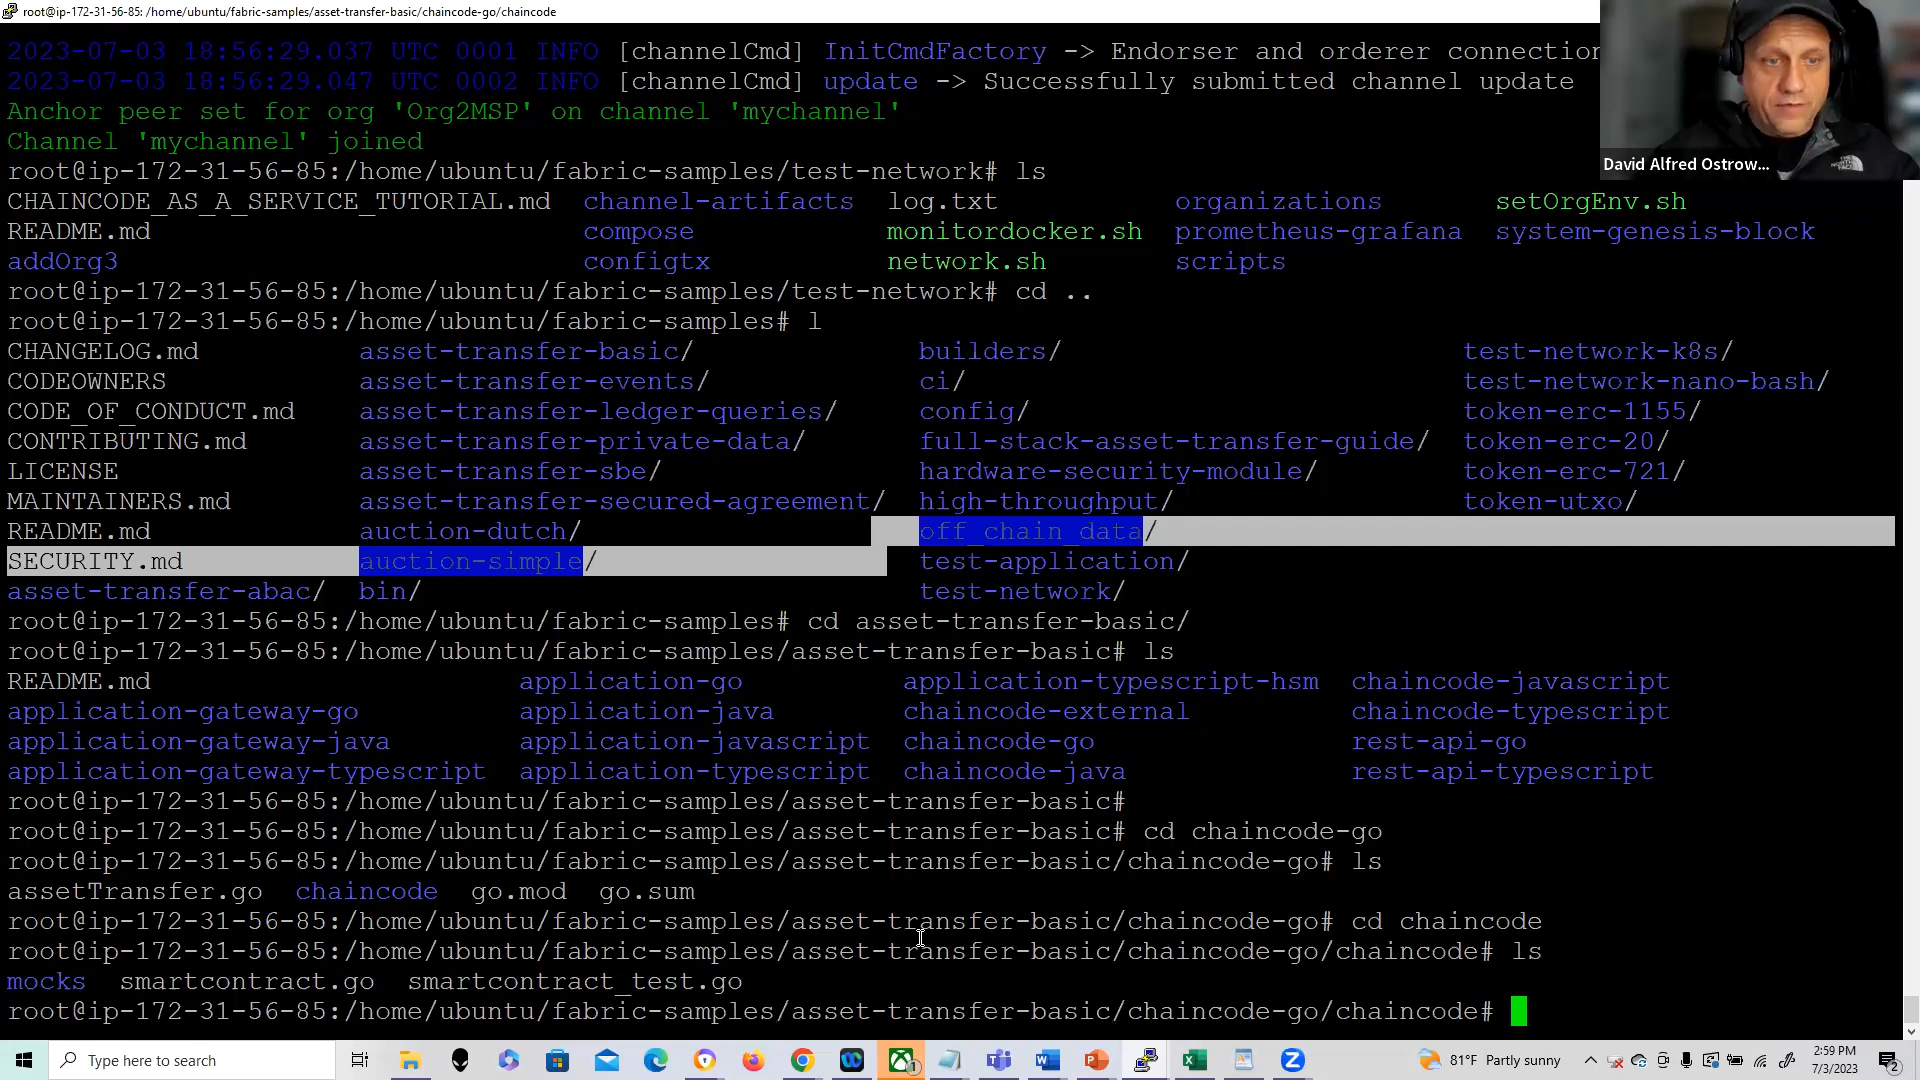 root@ip-172-31-56-85: /home/ubuntu/fabric-samples/asset-transfer-basic/chaincode-go/chaincode
2023-07-03 18:56:29.037 UTC 0001 INFO [channelCmd] InitCmdFactory -> Endorser and orderer connection
2023-07-03 18:56:29.047 UTC 0002 INFO [channelCmd] update -> Successfully submitted channel update
Anchor peer set for org 'Org2MSP' on channel 'mychannel'
Channel 'mychannel' joined
David Alfred Ostrow...
root@ip-172-31-56-85:/home/ubuntu/fabric-samples/test-network# ls
CHAINCODE_AS_A_SERVICE_TUTORIAL.md channel-artifacts log.txt organizations setOrgEnv.sh
README.md compose monitordocker.sh prometheus-grafana system-genesis-block
addOrg3 configtx network.sh scripts
root@ip-172-31-56-85:/home/ubuntu/fabric-samples/test-network# cd ..
root@ip-172-31-56-85:/home/ubuntu/fabric-samples# l
CHANGELOG.md asset-transfer-basic/ builders/ test-network-k8s/
CODEOWNERS asset-transfer-events/ ci/ test-network-nano-bash/
CODE_OF_CONDUCT.md asset-transfer-ledger-queries/ config/ token-erc-1155/
CONTRIBUTING.md asset-transfer-private-data/ full-stack-asset-transfer-guide/ token-erc-20/
LICENSE asset-transfer-sbe/ hardware-security-module/ token-erc-721/
MAINTAINERS.md asset-transfer-secured-agreement/ high-throughput/ token-utxo/
README.md auction-dutch/ off_chain_data/
SECURITY.md auction-simple/ test-application/
asset-transfer-abac/ bin/ test-network/
root@ip-172-31-56-85:/home/ubuntu/fabric-samples# cd asset-transfer-basic/
root@ip-172-31-56-85:/home/ubuntu/fabric-samples/asset-transfer-basic# ls
README.md application-go application-typescript-hsm chaincode-javascript
application-gateway-go application-java chaincode-external chaincode-typescript
application-gateway-java application-javascript chaincode-go rest-api-go
application-gateway-typescript application-typescript chaincode-java rest-api-typescript
root@ip-172-31-56-85:/home/ubuntu/fabric-samples/asset-transfer-basic#
root@ip-172-31-56-85:/home/ubuntu/fabric-samples/asset-transfer-basic# cd chaincode-go
root@ip-172-31-56-85:/home/ubuntu/fabric-samples/asset-transfer-basic/chaincode-go# ls
assetTransfer.go chaincode go.mod go.sum
root@ip-172-31-56-85:/home/ubuntu/fabric-samples/asset-transfer-basic/chaincode-go# cd chaincode
root@ip-172-31-56-85:/home/ubuntu/fabric-samples/asset-transfer-basic/chaincode-go/chaincode# ls
mocks smartcontract.go smartcontract_test.go
root@ip-172-31-56-85:/home/ubuntu/fabric-samples/asset-transfer-basic/chaincode-go/chaincode#
Type here to search
81°F Partly sunny
2:59 PM
7/3/2023